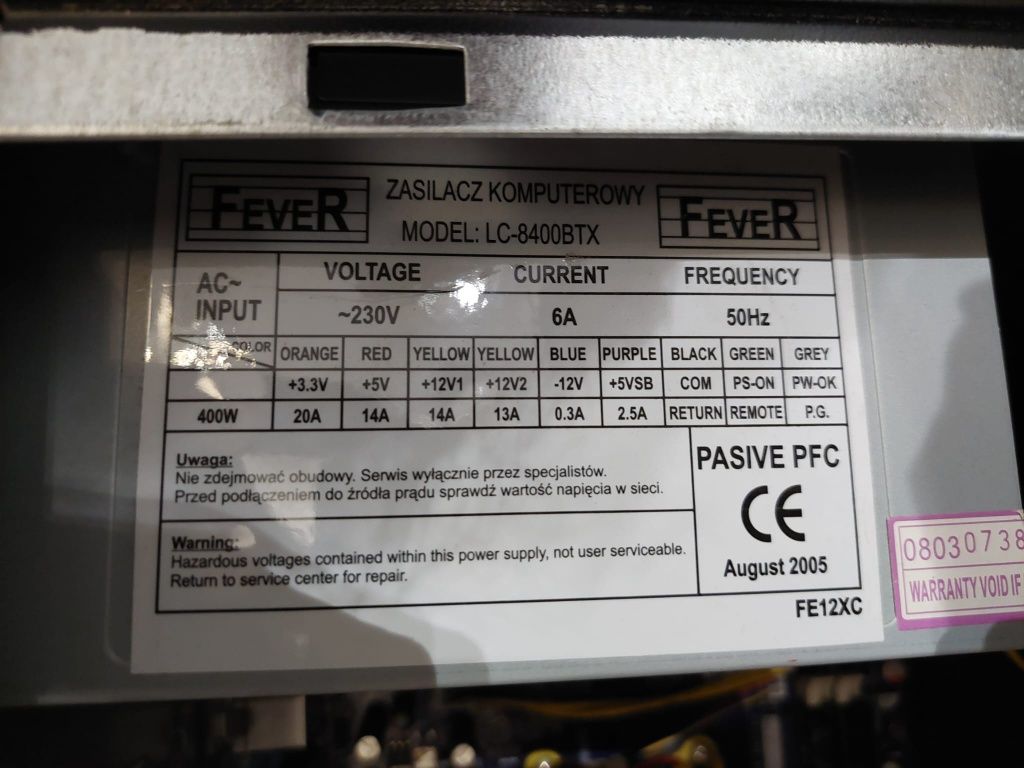 FEVER
ZASILACZ KOMPUTEROWY
MODEL: LC-8400BTX
FEVER
AC~ INPUT
VOLTAGE CURRENT FREQUENCY
~230V 6A 50Hz
COLOR ORANGE RED YELLOW YELLOW BLUE PURPLE BLACK GREEN GREY
+3.3V +5V +12V1 +12V2 -12V +5VSB COM PS-ON PW-OK
400W 20A 14A 14A 13A 0.3A 2.5A RETURN REMOTE P.G.
Uwaga:
Nie zdejmować obudowy. Serwis wyłącznie przez specjalistów.
Przed podłączeniem do źródła prądu sprawdź wartość napięcia w sieci.
Warning:
Hazardous voltages contained within this power supply, not user serviceable.
Return to service center for repair.
PASIVE PFC
CE
August 2005
FE12XC
08030738
WARRANTY VOID IF